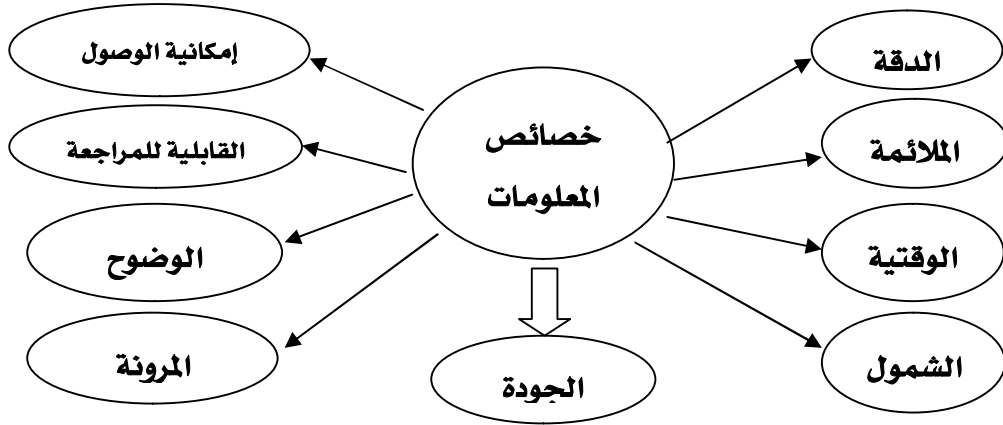 خصائص
المعلومات
الدقة
الملائمة
الوقتية
الشمول
إمكانية الوصول
القابلية للمراجعة
الوضوح
المرونة
الجودة